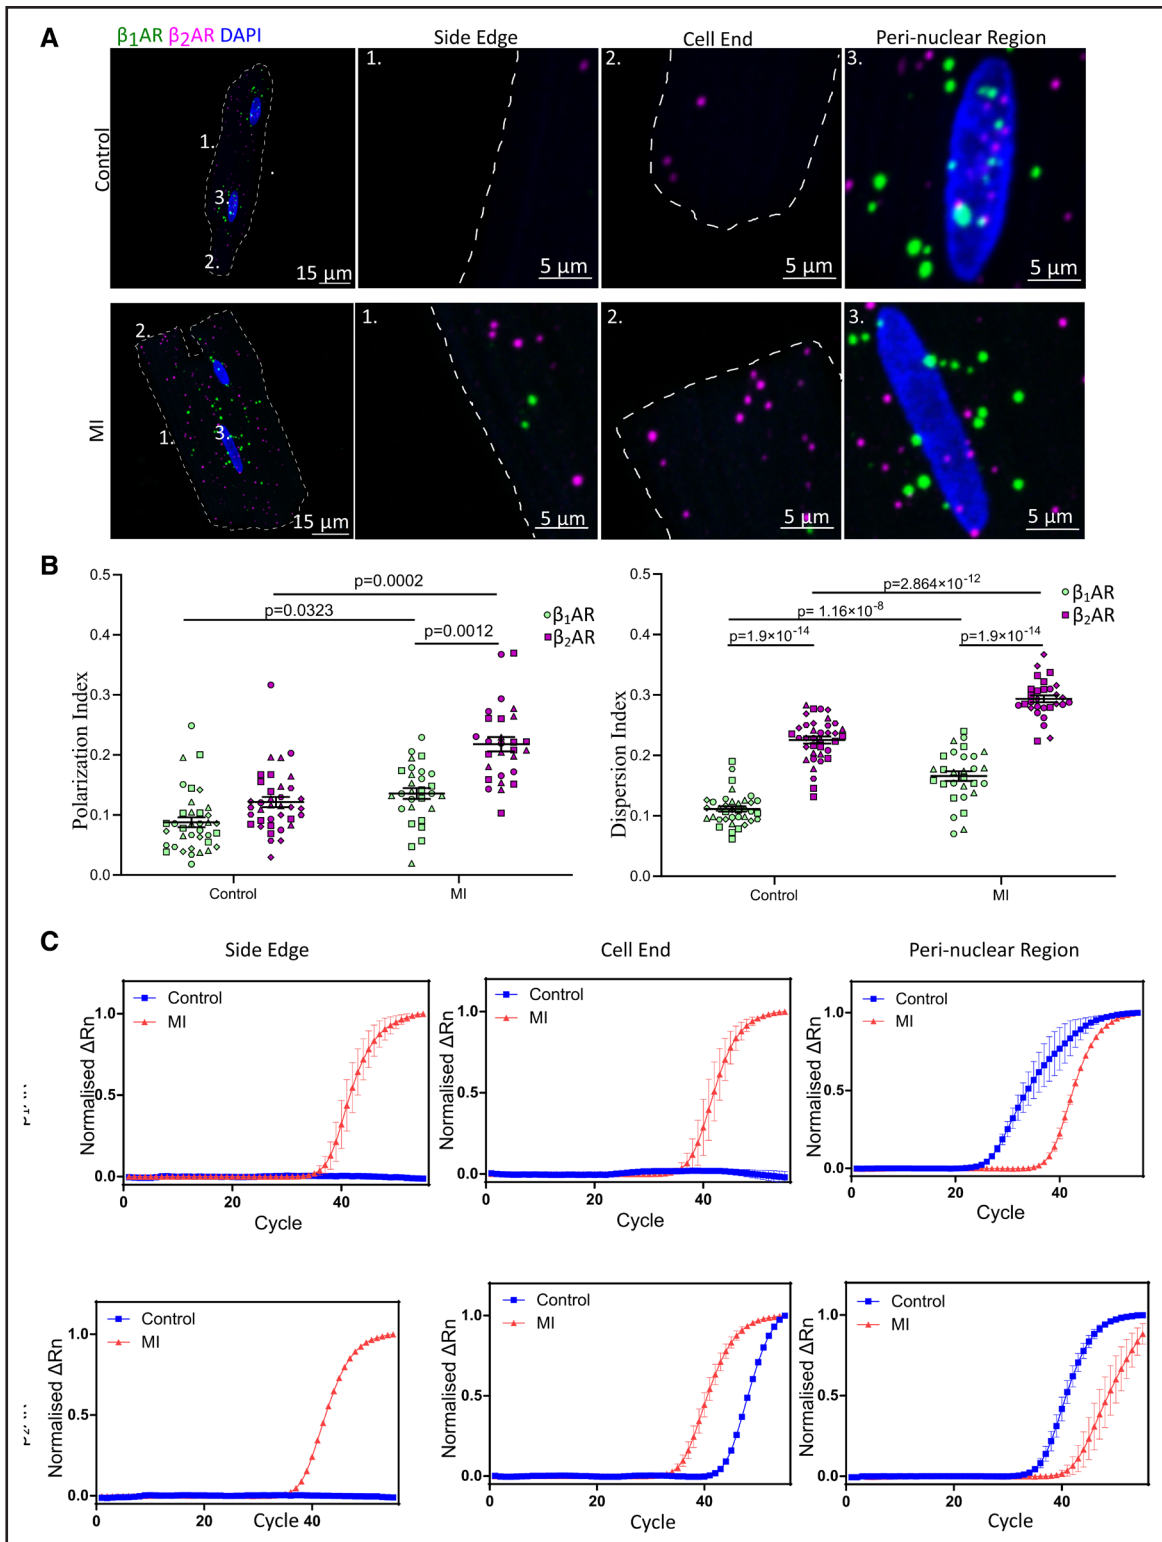 A
β1AR β2AR DAPI
Side Edge
Cell End
Peri-nuclear Region
Control
1.
3.
2.
15 µm
1.
5 µm
2.
5 µm
3.
5 µm
MI
2.
1.
3.
15 µm
1.
5 µm
2.
5 µm
3.
5 µm
B
Polarization Index
0.5
0.4
0.3
0.2
0.1
0.0
p=0.0002
p=0.0323
p=0.0012
β1AR
β2AR
Control
MI
Dispersion Index
0.5
0.4
0.3
0.2
0.1
0.0
p=2.864×10-12
p= 1.16×10-8
p=1.9×10-14
p=1.9×10-14
β1AR
β2AR
Control
MI
C
Side Edge
Cell End
Peri-nuclear Region
Normalised ΔRn
1.0
0.5
0.0
Control
MI
0
20
40
Cycle
Normalised ΔRn
1.0
0.5
0.0
Control
MI
0
20
40
Cycle
Normalised ΔRn
1.0
0.5
0.0
Control
MI
0
20
40
Cycle
Normalised ΔRn
1.0
0.5
0.0
Control
MI
0
20
40
Cycle
Normalised ΔRn
1.0
0.5
0.0
Control
MI
0
20
40
Cycle
Normalised ΔRn
1.0
0.5
0.0
Control
MI
0
20
40
Cycle